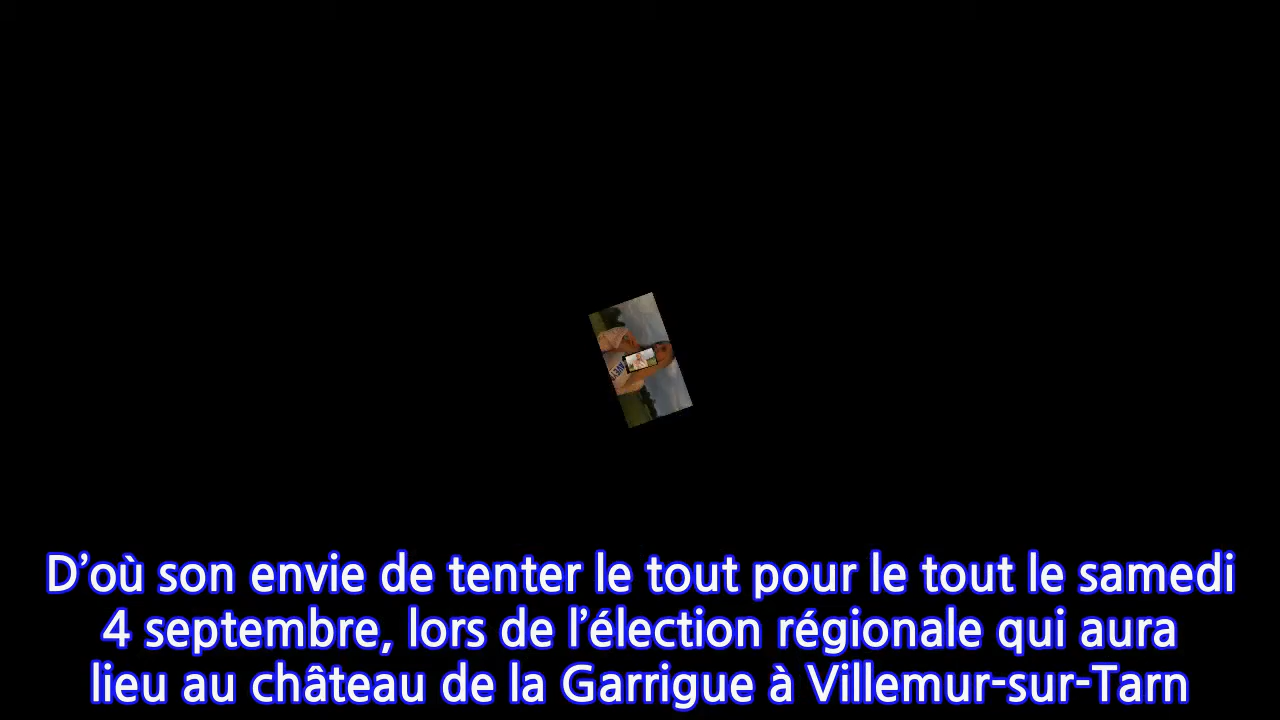 D’où son envie de tenter le tout pour le tout le samedi
4 septembre, lors de l’élection régionale qui aura
lieu au château de la Garrigue à Villemur-sur-Tarn